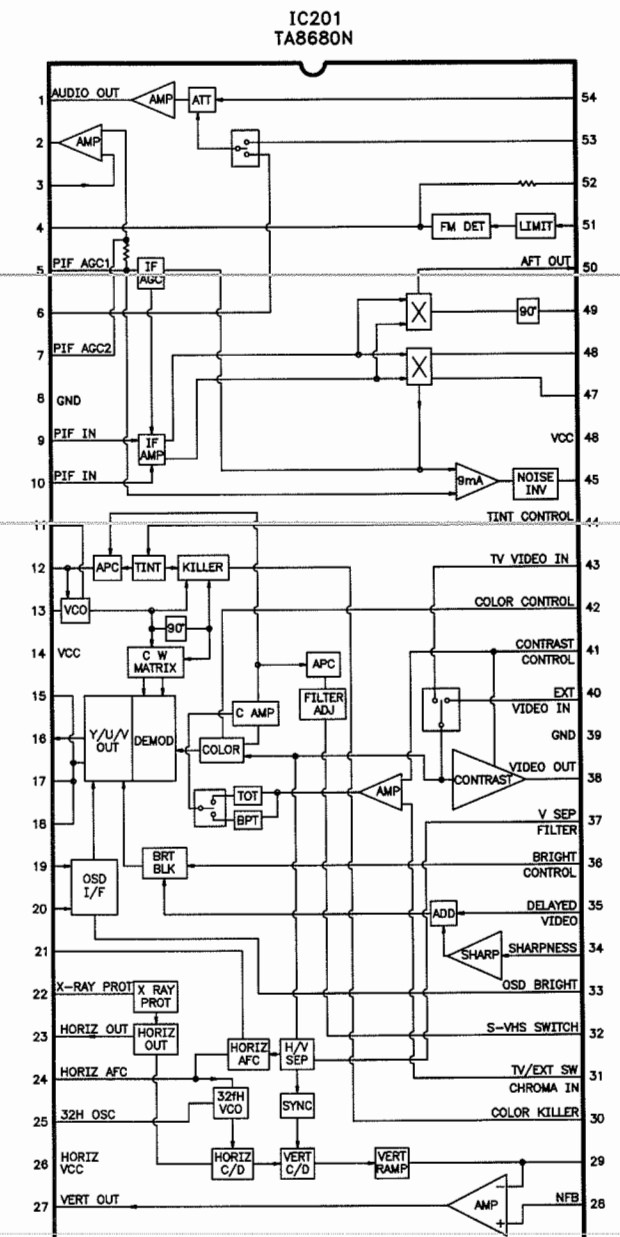 IC201
TA8680N
1 AUDIO OUT AMP ATT 54
2 AMP 53
3 52
4 FM DET LIMIT 51
5 PIF AGC1 IF AGC AFT OUT 50
6 90° 49
7 PIF AGC2 48
8 GND 47
9 PIF IN IF AMP VCC 48
10 PIF IN 9mA NOISE INV 45
11 TINT CONTROL 44
12 APC TINT KILLER TV VIDEO IN 43
13 VCO 90° COLOR CONTROL 42
14 VCC C W MATRIX APC CONTRAST CONTROL 41
15 FILTER ADJ EXT VIDEO IN 40
16 Y/U/V OUT DEMOD C AMP COLOR GND 39
17 TOT AMP CONTRAST VIDEO OUT 38
18 BPT V SEP FILTER 37
19 BRT BLK BRIGHT CONTROL 36
OSD I/F
20 ADD DELAYED VIDEO 35
21 SHARP SHARPNESS 34
22 X-RAY PROT X RAY PROT OSD BRIGHT 33
23 HORIZ OUT HORIZ OUT HORIZ AFC H/V SEP S-VHS SWITCH 32
24 HORIZ AFC TV/EXT SW CHROMA IN 31
25 32H OSC 32fH VCO SYNC COLOR KILLER 30
26 HORIZ VCC HORIZ C/D VERT C/D VERT RAMP 29
27 VERT OUT AMP - + NFB 28